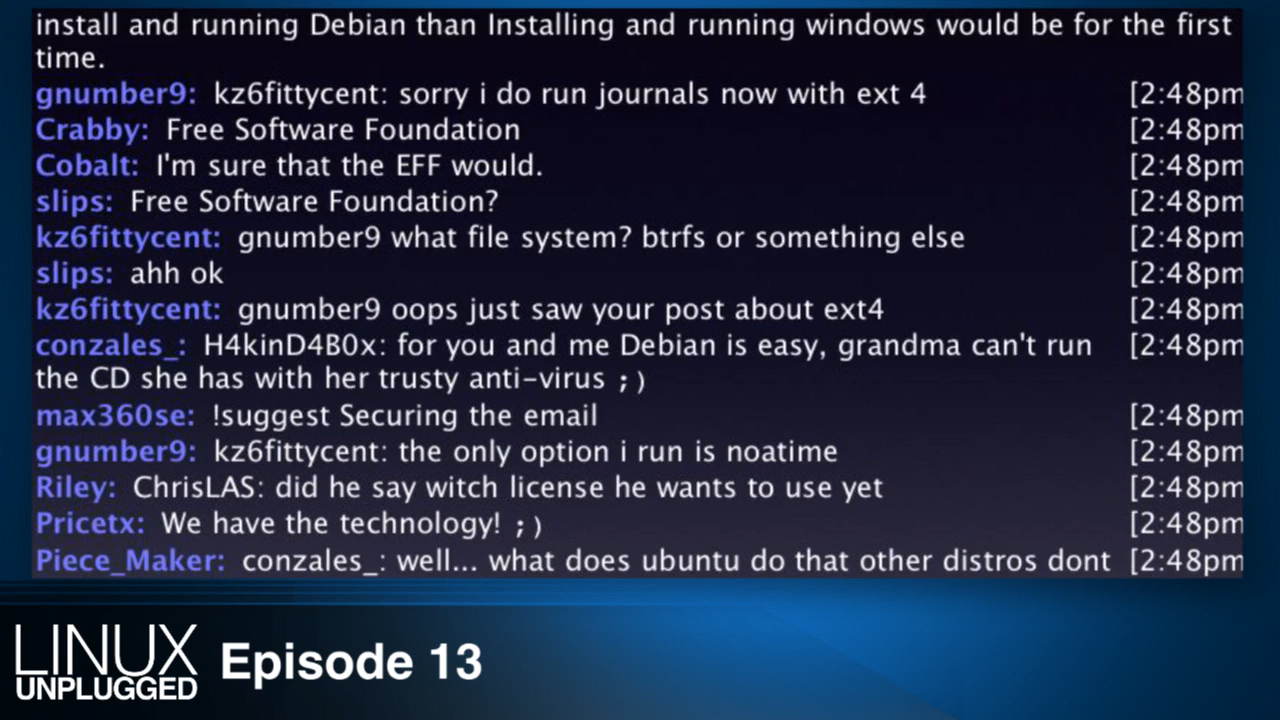 install and running Debian than Installing and running windows would be for the first
time.
gnumber9: kz6fittycent: sorry i do run journals now with ext 4 [2:48pm
Crabby: Free Software Foundation [2:48pm
Cobalt: I'm sure that the EFF would. [2:48pm
slips: Free Software Foundation? [2:48pm
kz6fittycent: gnumber9 what file system? btrfs or something else [2:48pm
slips: ahh ok [2:48pm
kz6fittycent: gnumber9 oops just saw your post about ext4 [2:48pm
conzales_: H4kinD4B0x: for you and me Debian is easy, grandma can't run [2:48pm
the CD she has with her trusty anti-virus ;)
max360se: !suggest Securing the email [2:48pm
gnumber9: kz6fittycent: the only option i run is noatime [2:48pm
Riley: ChrisLAS: did he say witch license he wants to use yet [2:48pm
Pricetx: We have the technology! ;) [2:48pm
Piece_Maker: conzales_: well... what does ubuntu do that other distros dont [2:48pm
LINUX
UNPLUGGED
Episode 13